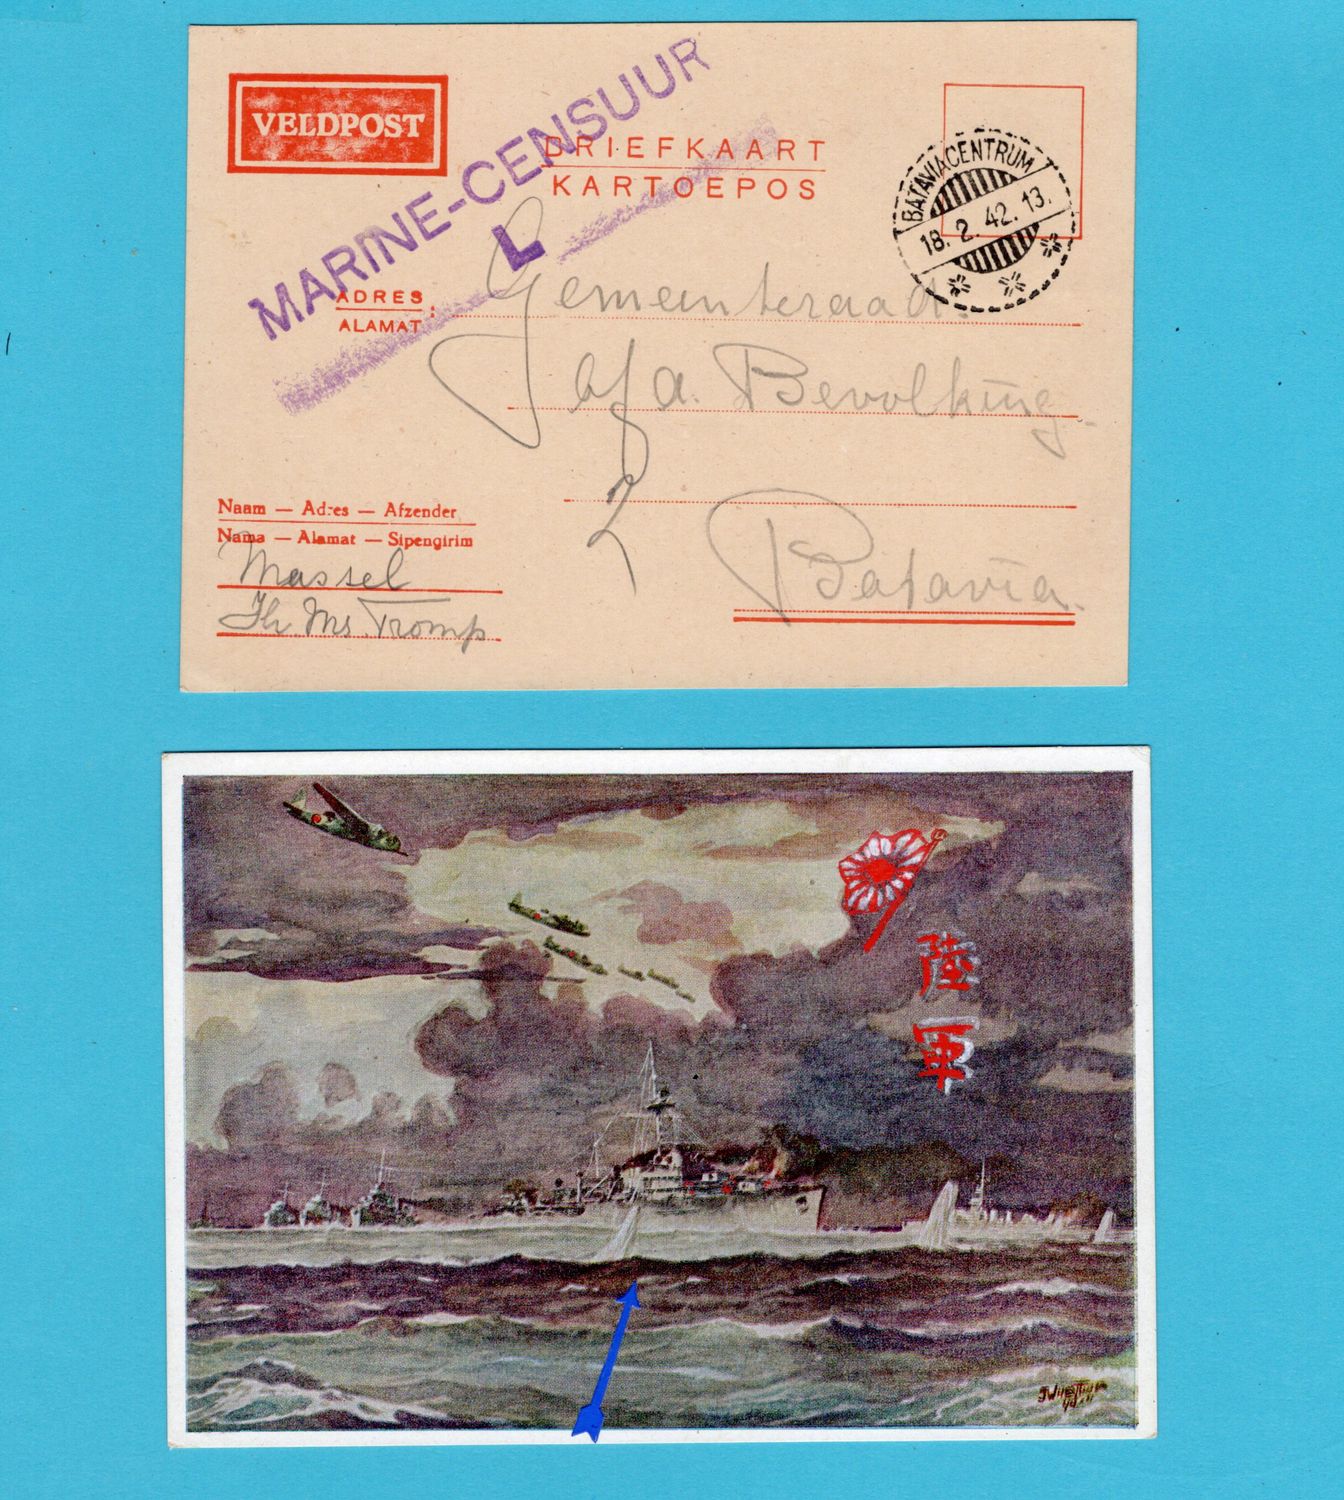 VELDPOST
MARINE-CENSUUR
L
BRIEFKAART
KARTOEPOS
BATAVIACENTRUM
18.2.42.13.
ADRES
ALAMAT :
Gemeenteraad.
Bevolking
2
Batavia.
Naam — Adres — Afzender
Nama — Alamat — Sipengirim
Massel
Hr. Ms. Tromp
陸
軍